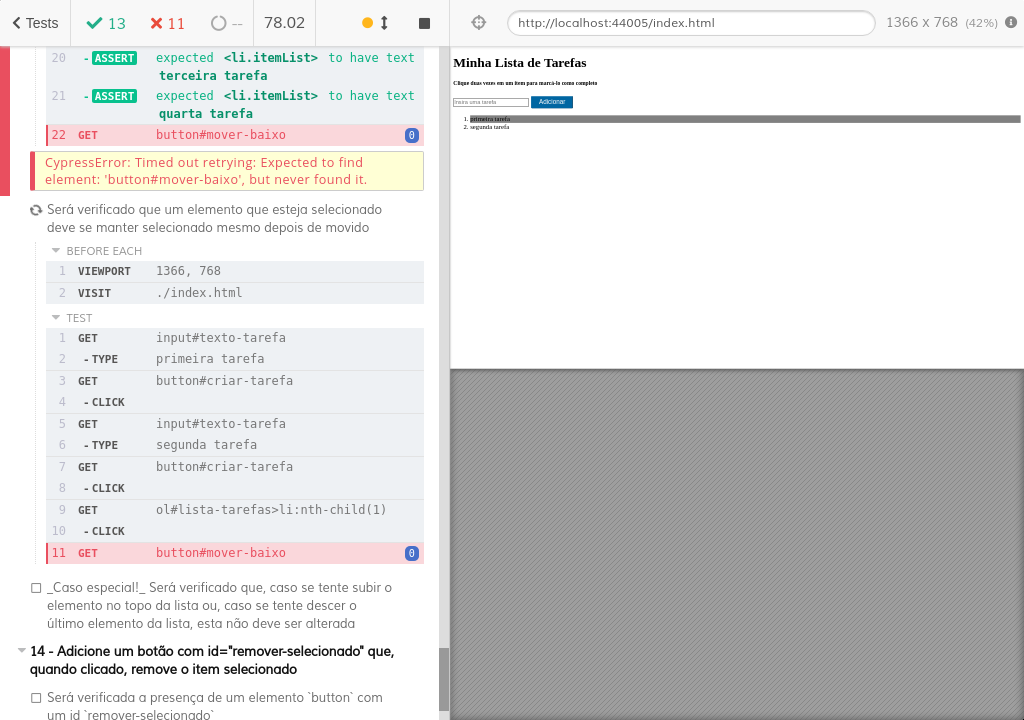 Tests 13 11 -- 78.02 http://localhost:44005/index.html 1366 x 768 (42%)
20 - ASSERT expected <li.itemList> to have text
terceira tarefa
21 - ASSERT expected <li.itemList> to have text
quarta tarefa
22 GET button#mover-baixo 0
CypressError: Timed out retrying: Expected to find
element: 'button#mover-baixo', but never found it.
Será verificado que um elemento que esteja selecionado
deve se manter selecionado mesmo depois de movido
BEFORE EACH
1 VIEWPORT 1366, 768
2 VISIT ./index.html
TEST
1 GET input#texto-tarefa
2 - TYPE primeira tarefa
3 GET button#criar-tarefa
4 - CLICK
5 GET input#texto-tarefa
6 - TYPE segunda tarefa
7 GET button#criar-tarefa
8 - CLICK
9 GET ol#lista-tarefas>li:nth-child(1)
10 - CLICK
11 GET button#mover-baixo 0
_Caso especial!_ Será verificado que, caso se tente subir o
elemento no topo da lista ou, caso se tente descer o
último elemento da lista, esta não deve ser alterada
14 - Adicione um botão com id="remover-selecionado" que,
quando clicado, remove o item selecionado
Será verificada a presença de um elemento `button` com
um id `remover-selecionado`
Minha Lista de Tarefas
Clique duas vezes em um item para marcá-lo como completo
Insira uma tarefa Adicionar
1. primeira tarefa
2. segunda tarefa